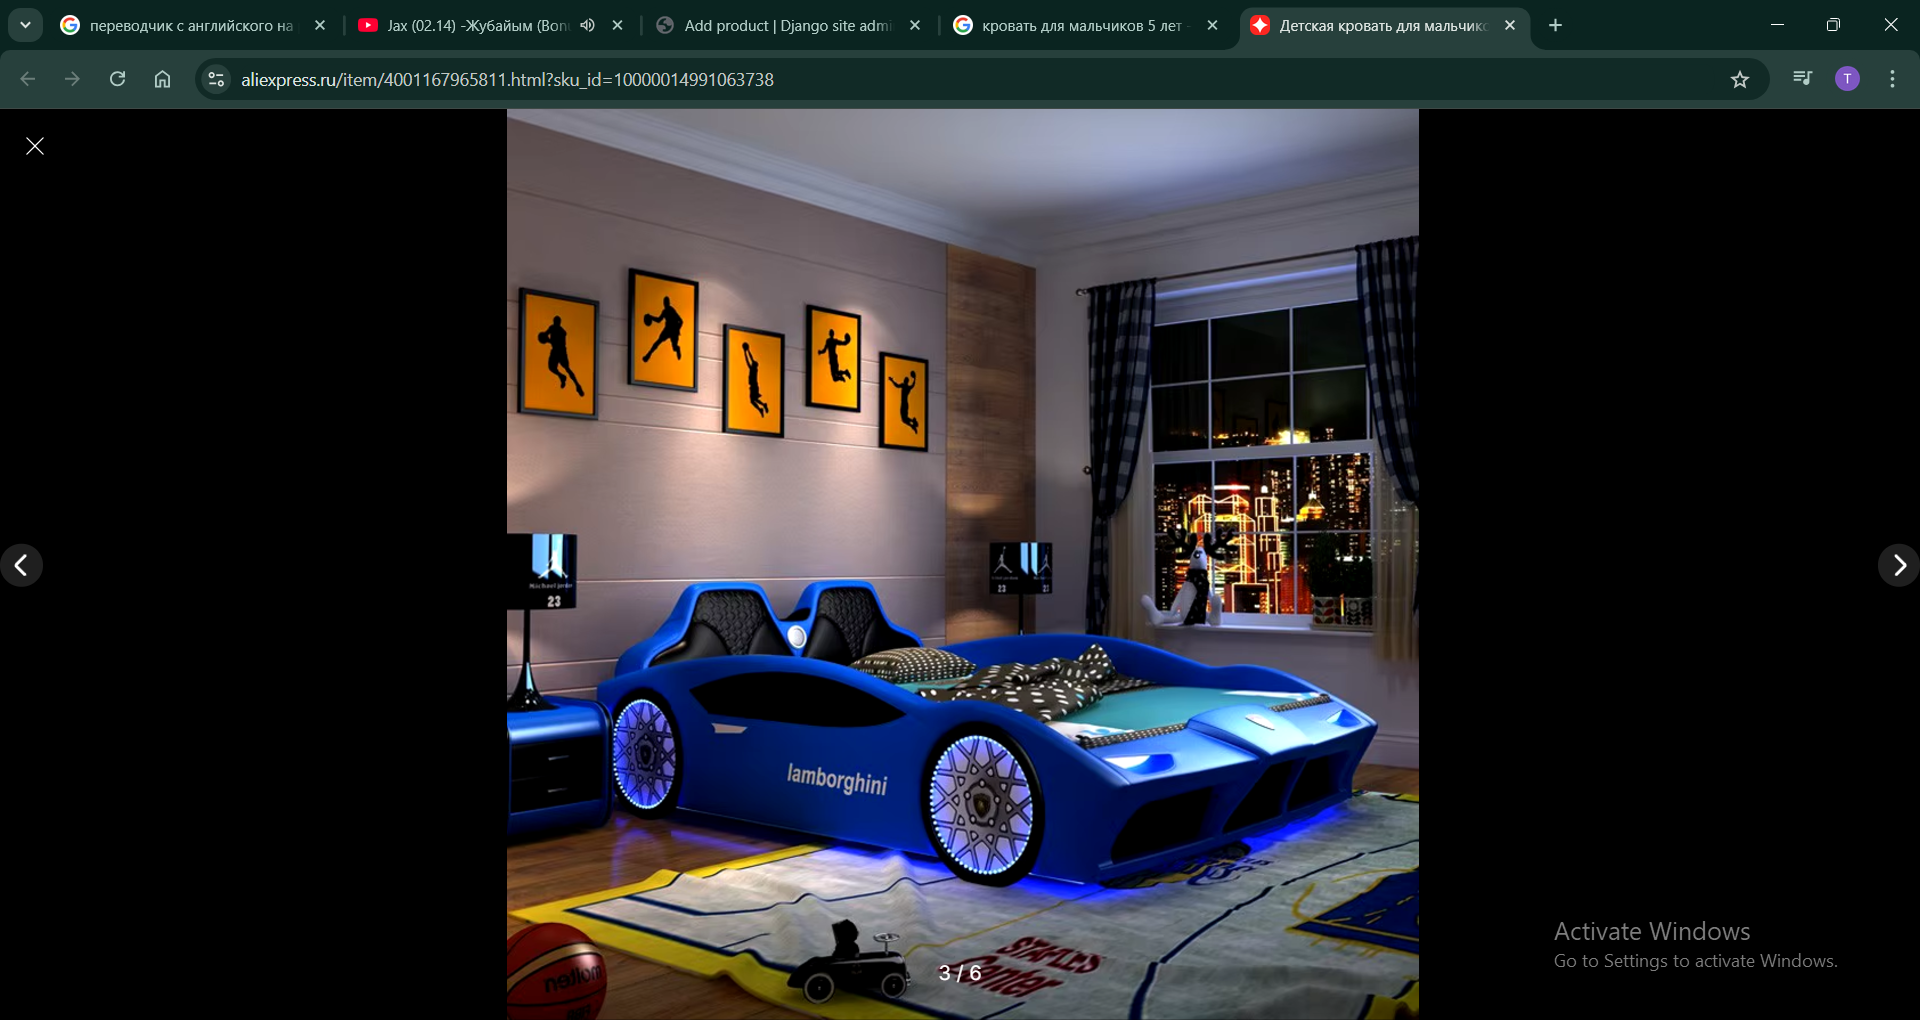 переводчик с английского на
Jax (02.14) -Жубайым (Bon
Add product | Django site adm
кровать для мальчиков 5 лет -
Детская кровать для мальчик
aliexpress.ru/item/4001167965811.html?sku_id=10000014991063738
T
23
23
lamborghini
STAPLES
Center
molten
3 / 6
Activate Windows
Go to Settings to activate Windows.